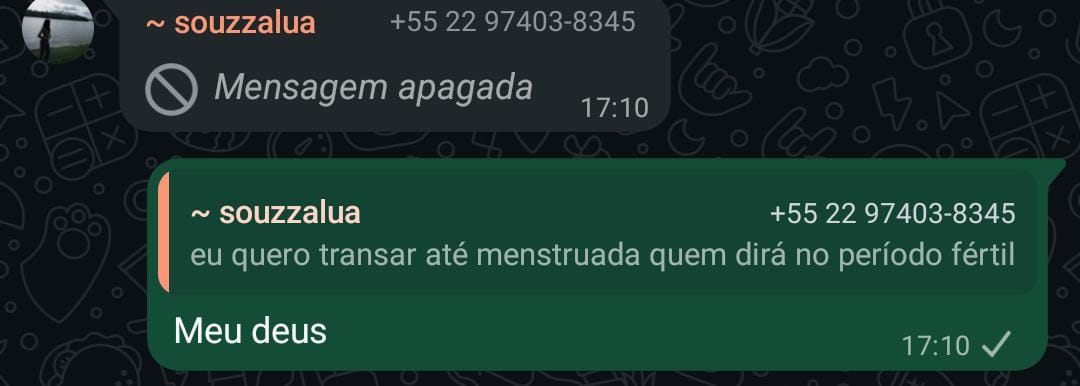 ~ souzzalua +55 22 97403-8345
Mensagem apagada
17:10
~ souzzalua +55 22 97403-8345
eu quero transar até menstruada quem dirá no período fértil
Meu deus
17:10